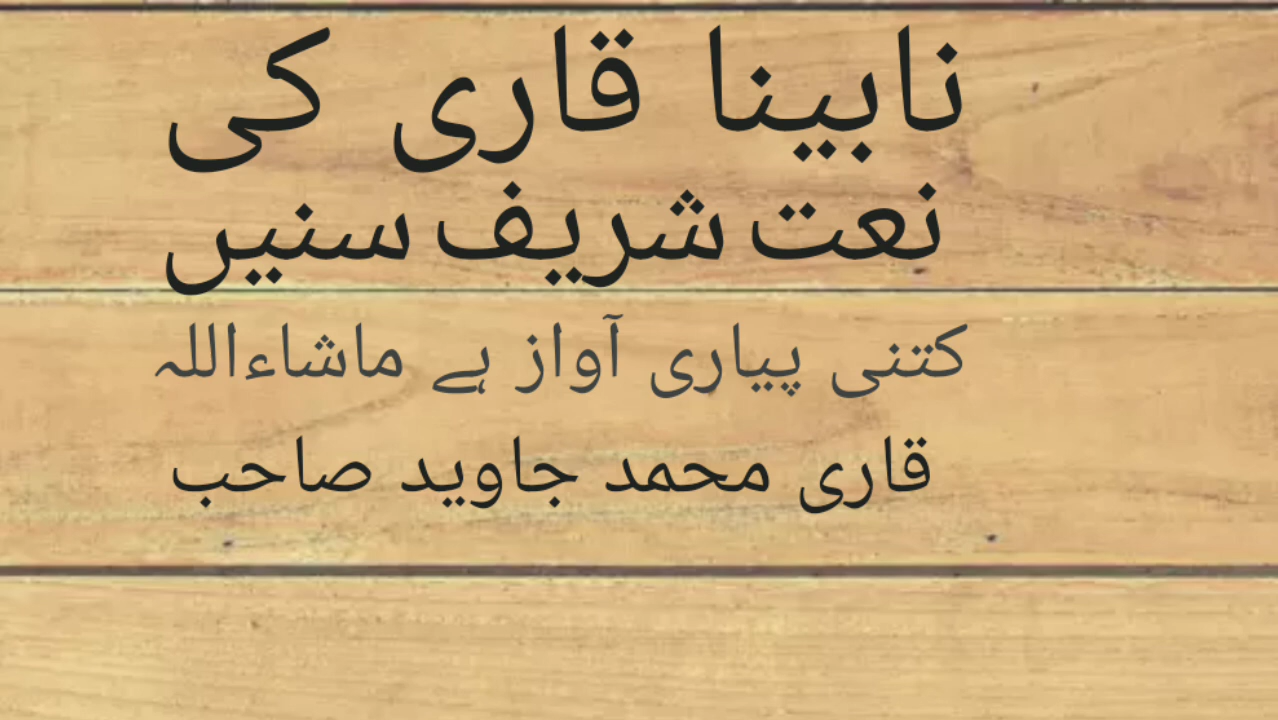 نابینا قاری کی
نعت شریف سنیں
کتنی پیاری آواز ہے ماشاءاللہ
قاری محمد جاوید صاحب